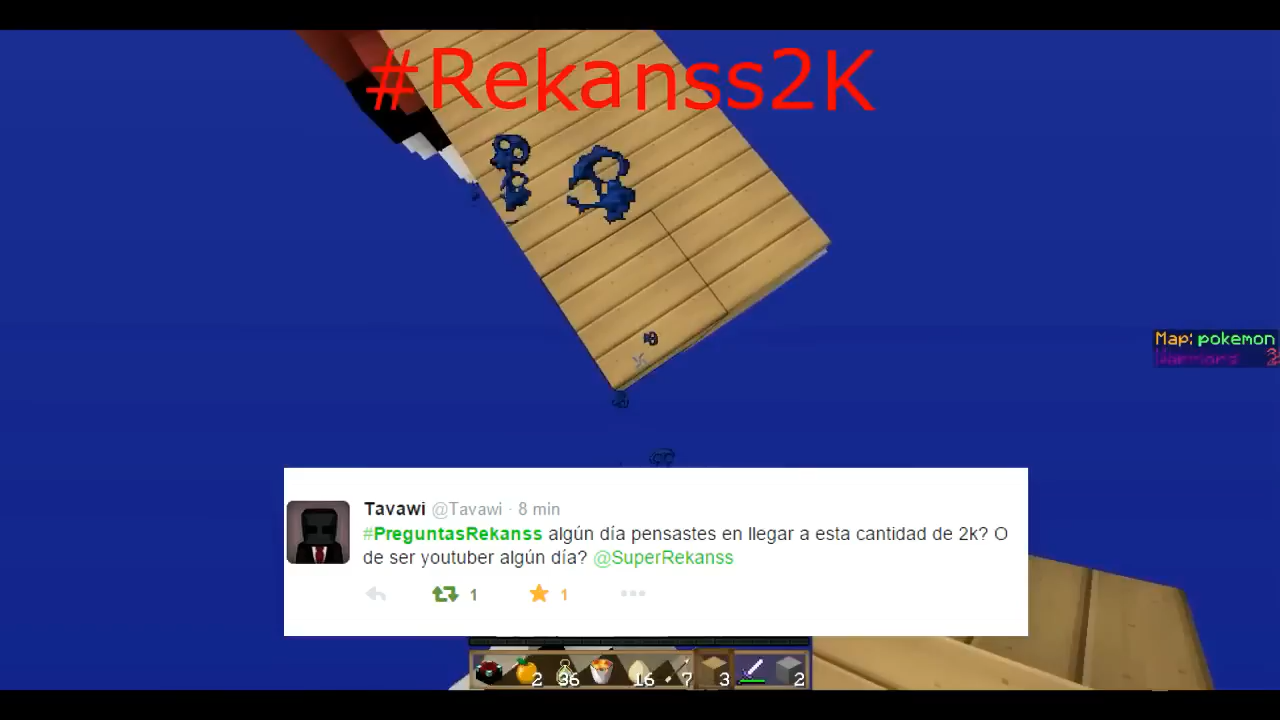 #Rekanss2K
Map: pokemon
Tavawi @Tavawi · 8 min
#PreguntasRekanss algún día pensastes en llegar a esta cantidad de 2k? O
de ser youtuber algún día? @SuperRekanss
1 1
2 36 16 7 3 2